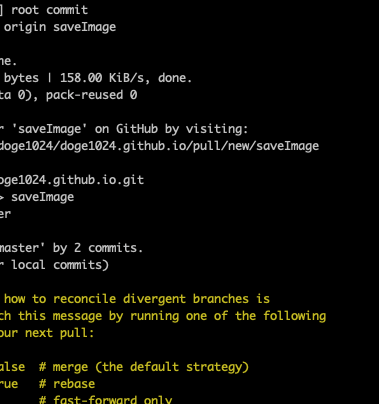 ] root commit
origin saveImage
ne.
bytes | 158.00 KiB/s, done.
ta 0), pack-reused 0
r 'saveImage' on GitHub by visiting:
doge1024/doge1024.github.io/pull/new/saveImage
oge1024.github.io.git
> saveImage
er
master' by 2 commits.
r local commits)
how to reconcile divergent branches is
ch this message by running one of the following
our next pull:
alse # merge (the default strategy)
rue # rebase
# fast-forward only